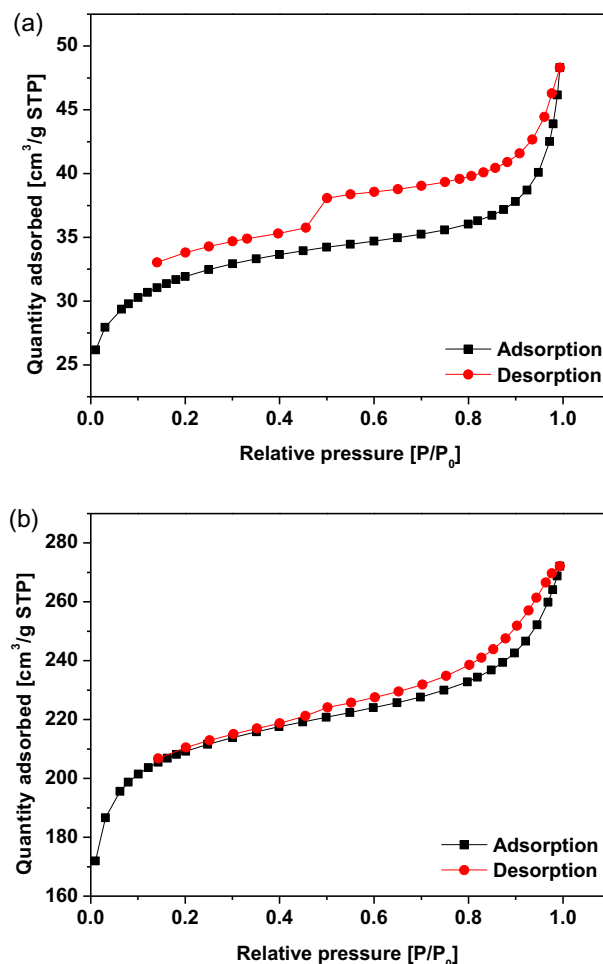 (a)
50
45
40
35
30
25
Quantity adsorbed [cm³/g STP]
Adsorption
Desorption
0.0 0.2 0.4 0.6 0.8 1.0
Relative pressure [P/P₀]
(b)
280
260
240
220
200
180
160
Quantity adsorbed [cm³/g STP]
Adsorption
Desorption
0.0 0.2 0.4 0.6 0.8 1.0
Relative pressure [P/P₀]